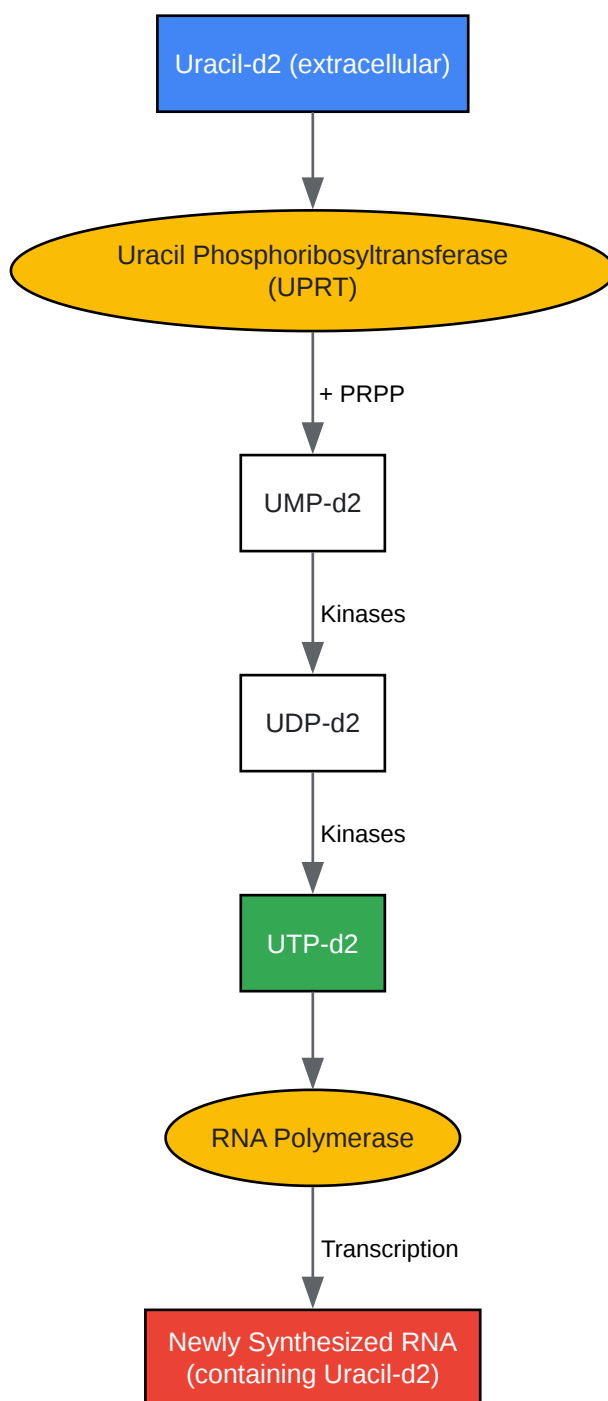 Uracil-d2 (extracellular)
Uracil Phosphoribosyltransferase
(UPRT)
+ PRPP
UMP-d2
Kinases
UDP-d2
Kinases
UTP-d2
RNA Polymerase
Transcription
Newly Synthesized RNA
(containing Uracil-d2)